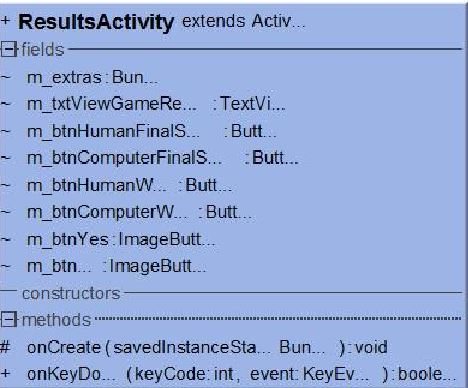 + ResultsActivity extends Activ...
fields
~ m_extras:Bun...
~ m_txtViewGameRe... :TextVi...
~ m_btnHumanFinalS... :Butt...
~ m_btnComputerFinalS... :Butt...
~ m_btnHumanW... :Butt...
~ m_btnComputerW... :Butt...
~ m_btnYes:ImageButt...
~ m_btn... :ImageButt...
constructors
methods
# onCreate(savedInstanceSta... Bun... ):void
+ onKeyDo... (keyCode:int, event:KeyEv... ):boole...